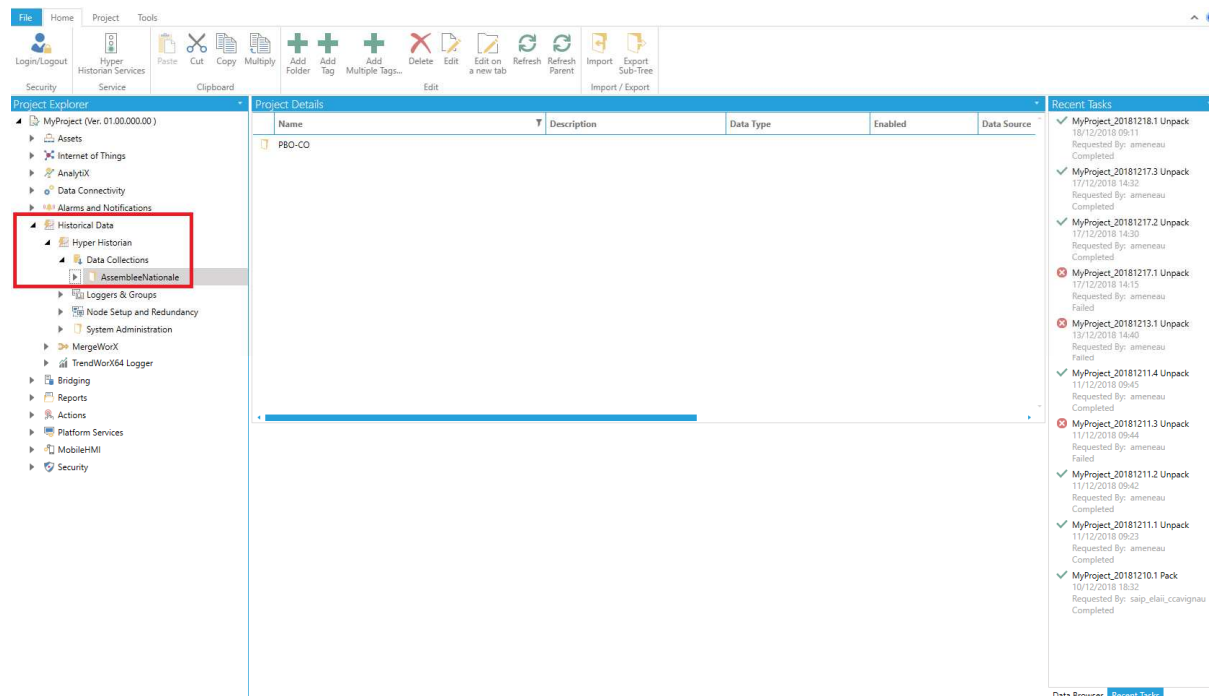 File Home Project Tools
Login/Logout
Hyper
Historian Services
Paste Cut Copy Multiply
Add
Folder
Add
Tag
Add
Multiple Tags...
Delete Edit
Edit on
a new tab
Refresh
Refresh
Parent
Import
Export
Sub-Tree
Security Service Clipboard Edit Import / Export
Project Explorer
MyProject (Ver. 01.00.000.00 )
Assets
Internet of Things
AnalytiX
Data Connectivity
Alarms and Notifications
Historical Data
Hyper Historian
Data Collections
AssembleeNationale
Loggers & Groups
Node Setup and Redundancy
System Administration
MergeWorX
TrendWorX64 Logger
Bridging
Reports
Actions
Platform Services
MobileHMI
Security
Project Details
Name Description Data Type Enabled Data Source
PBO-CO
Recent Tasks
MyProject_20181218.1 Unpack
18/12/2018 09:11
Requested By: ameneau
Completed
MyProject_20181217.3 Unpack
17/12/2018 14:32
Requested By: ameneau
Completed
MyProject_20181217.2 Unpack
17/12/2018 14:30
Requested By: ameneau
Completed
MyProject_20181217.1 Unpack
17/12/2018 14:15
Requested By: ameneau
Failed
MyProject_20181213.1 Unpack
13/12/2018 14:40
Requested By: ameneau
Failed
MyProject_20181211.4 Unpack
11/12/2018 09:45
Requested By: ameneau
Completed
MyProject_20181211.3 Unpack
11/12/2018 09:44
Requested By: ameneau
Failed
MyProject_20181211.2 Unpack
11/12/2018 09:42
Requested By: ameneau
Completed
MyProject_20181211.1 Unpack
11/12/2018 09:23
Requested By: ameneau
Completed
MyProject_20181210.1 Pack
10/12/2018 18:32
Requested By: saip_elaii_ccavignau
Completed
Data Browser Recent Tasks